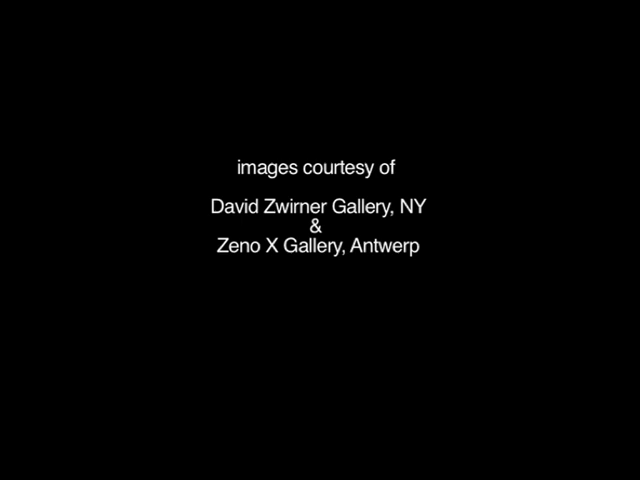 images courtesy of
David Zwirner Gallery, NY
&
Zeno X Gallery, Antwerp